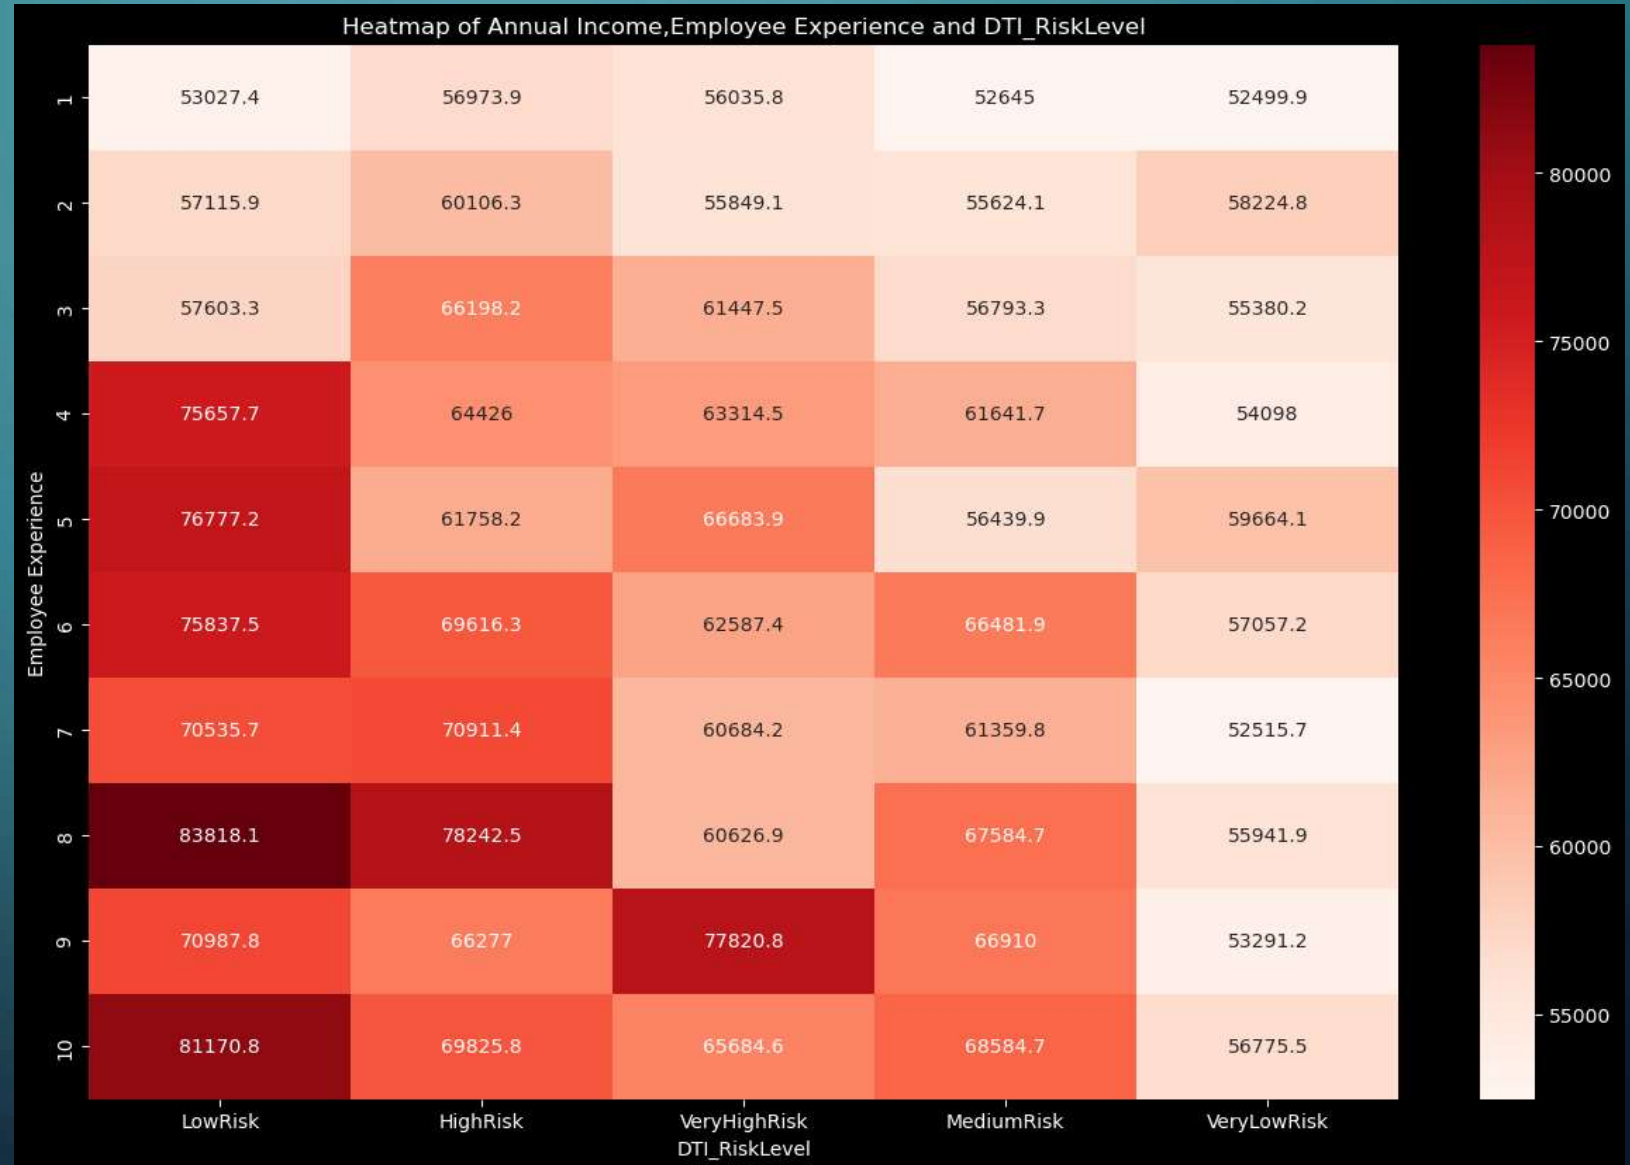 Heatmap of Annual Income,Employee Experience and DTI_RiskLevel
1 53027.4 56973.9 56035.8 52645 52499.9
80000
2 57115.9 60106.3 55849.1 55624.1 58224.8
3 57603.3 66198.2 61447.5 56793.3 55380.2
75000
4 75657.7 64426 63314.5 61641.7 54098
70000
5 76777.2 61758.2 66683.9 56439.9 59664.1
Employee Experience
6 75837.5 69616.3 62587.4 66481.9 57057.2
65000
7 70535.7 70911.4 60684.2 61359.8 52515.7
8 83818.1 78242.5 60626.9 67584.7 55941.9
60000
9 70987.8 66277 77820.8 66910 53291.2
55000
10 81170.8 69825.8 65684.6 68584.7 56775.5
LowRisk HighRisk VeryHighRisk MediumRisk VeryLowRisk
DTI_RiskLevel